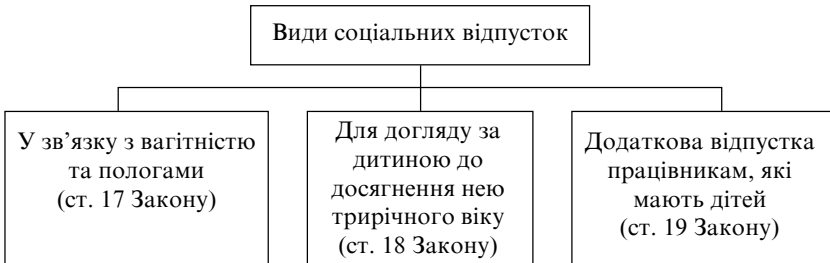 Види соціальних відпусток
У зв'язку з вагітністю
та пологами
(ст. 17 Закону)
Для догляду за
дитиною до
досягнення нею
трирічного віку
(ст. 18 Закону)
Додаткова відпустка
працівникам, які
мають дітей
(ст. 19 Закону)